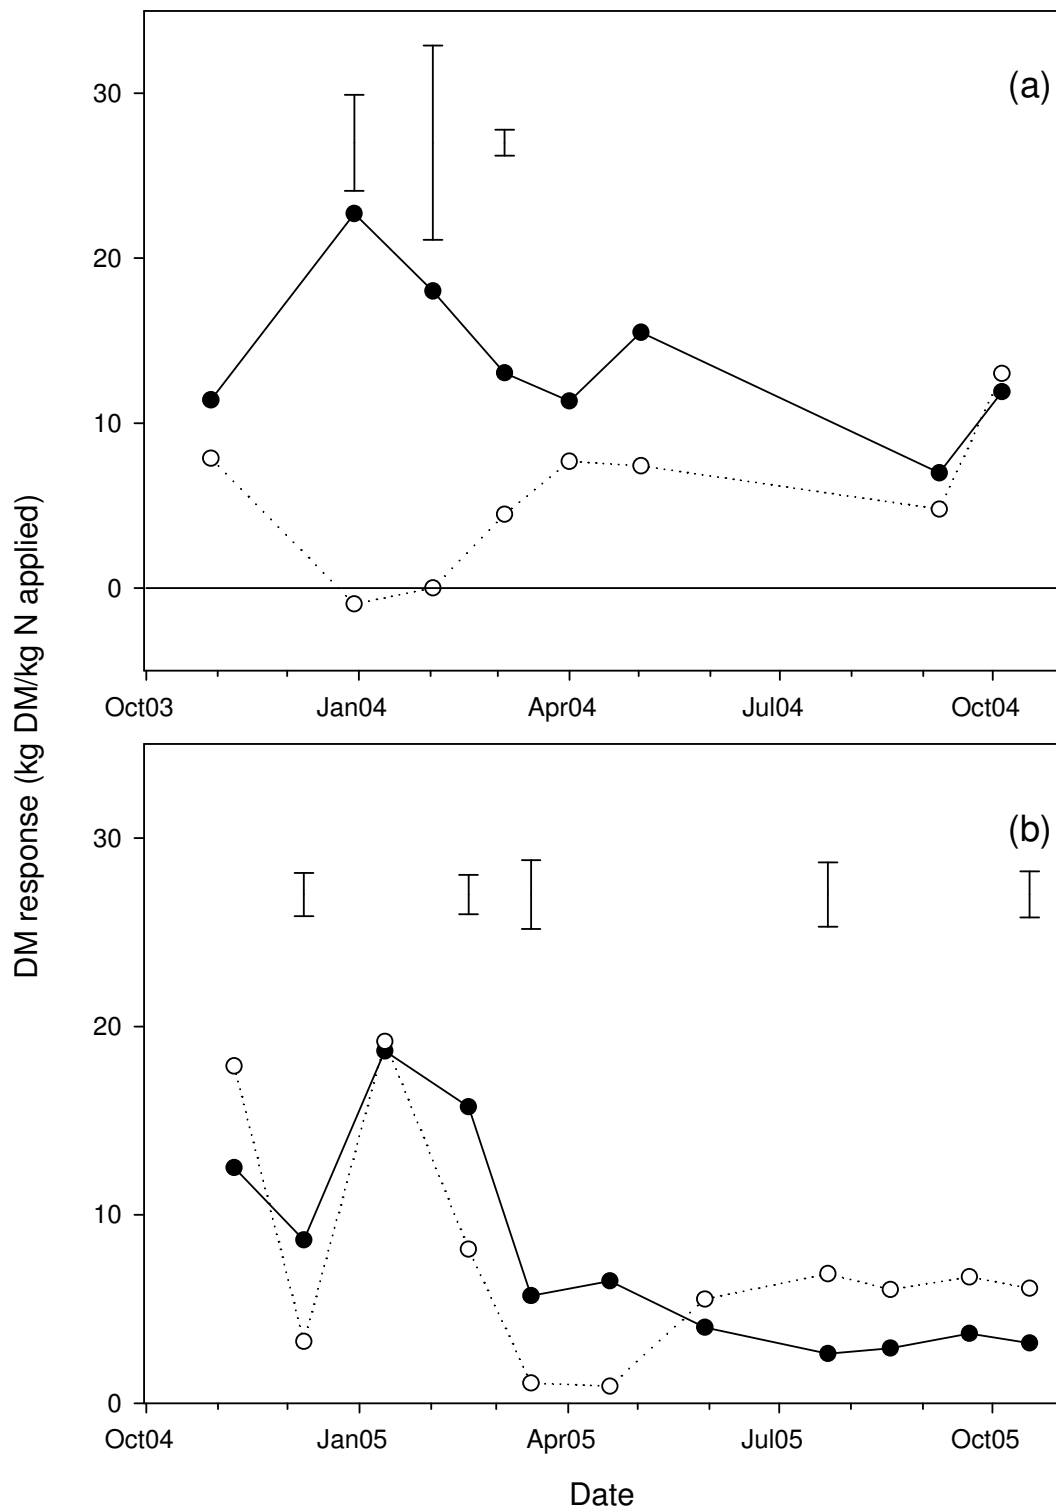 (a)
30
20
10
0
Oct03 Jan04 Apr04 Jul04 Oct04
DM response (kg DM/kg N applied)
(b)
30
20
10
0
Oct04 Jan05 Apr05 Jul05 Oct05
Date